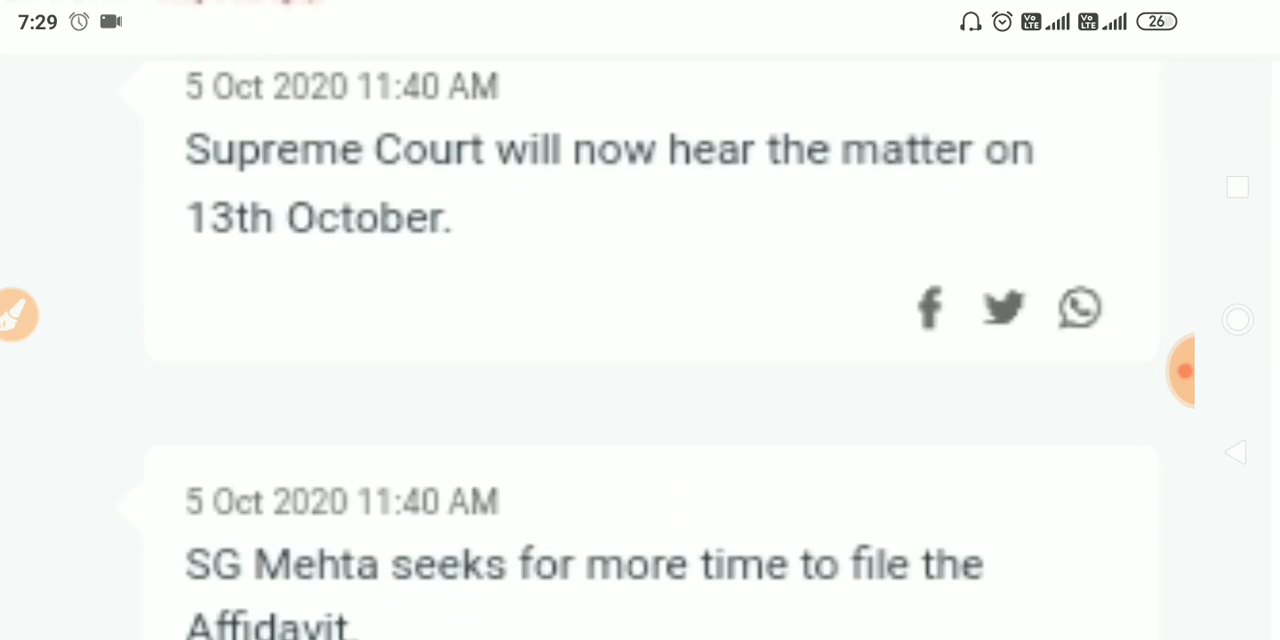 7:29 26
5 Oct 2020 11:40 AM
Supreme Court will now hear the matter on
13th October.
5 Oct 2020 11:40 AM
SG Mehta seeks for more time to file the
Affidavit.